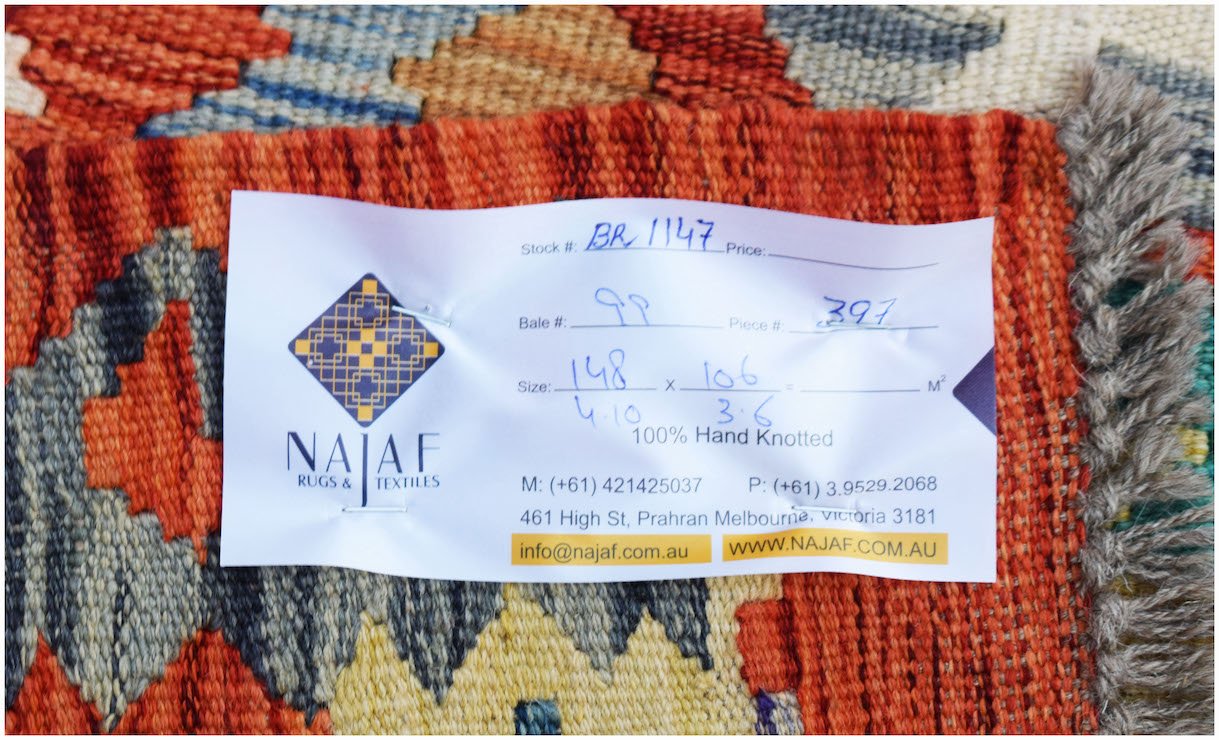 Stock #: BR 1147 Price:
Bale #: 99 Piece #: 397
Size: 148 X 106 = M²
4.10 3.6
100% Hand Knotted
NAJAF
RUGS & TEXTILES
M: (+61) 421425037 P: (+61) 3.9529.2068
461 High St, Prahran Melbourne, Victoria 3181
info@najaf.com.au WWW.NAJAF.COM.AU